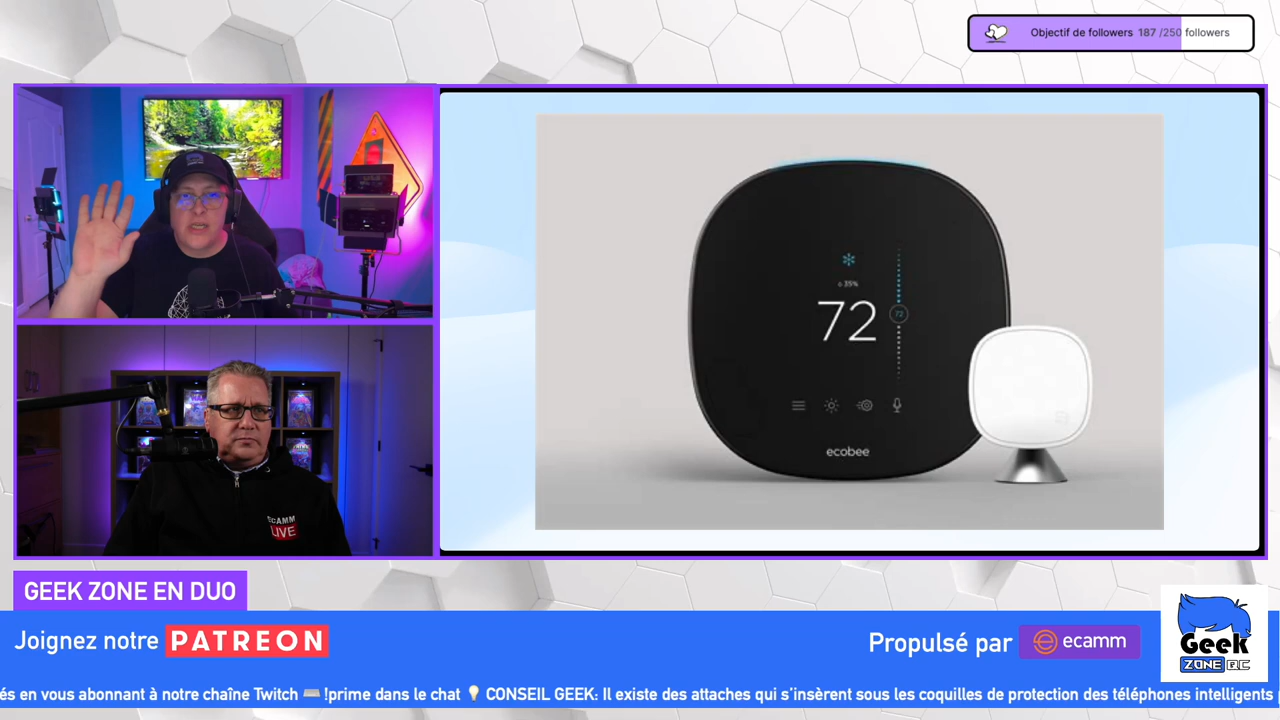 Objectif de followers 187 /250 followers
35%
72
72
ecobee
ECAMM
LIVE
GEEK ZONE EN DUO
Joignez notre PATREON
Propulsé par ecamm
Geek
ZONE QC
és en vous abonnant à notre chaîne Twitch ⌨️ !prime dans le chat 💡 CONSEIL GEEK: Il existe des attaches qui s’insèrent sous les coquilles de protection des téléphones intelligents